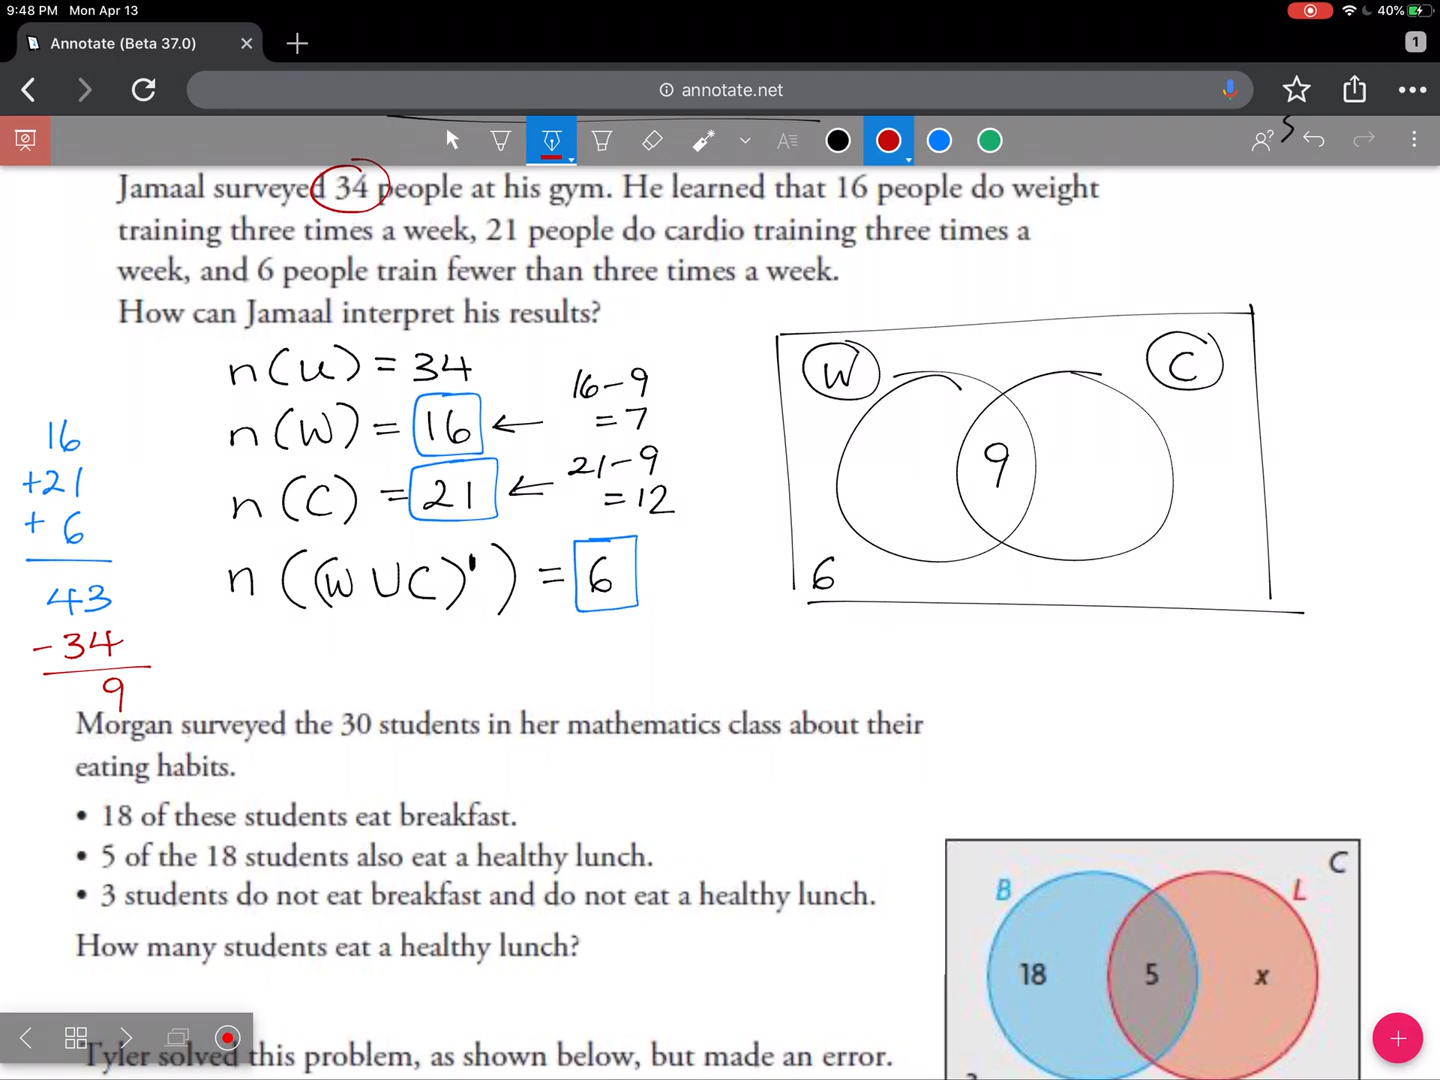 9:48 PM Mon Apr 13
40%
Annotate (Beta 37.0)
1
annotate.net
Jamaal surveyed 34 people at his gym. He learned that 16 people do weight
training three times a week, 21 people do cardio training three times a
week, and 6 people train fewer than three times a week.
How can Jamaal interpret his results?
n(U) = 34
n(W) = 16 ← 16-9
=7
n(C) = 21 ← 21-9
=12
n((W U C)') = 6
16
+21
+ 6
43
-34
9
W
C
9
6
Morgan surveyed the 30 students in her mathematics class about their
eating habits.
• 18 of these students eat breakfast.
• 5 of the 18 students also eat a healthy lunch.
• 3 students do not eat breakfast and do not eat a healthy lunch.
How many students eat a healthy lunch?
C
B
L
18
5
x
Tyler solved this problem, as shown below, but made an error.